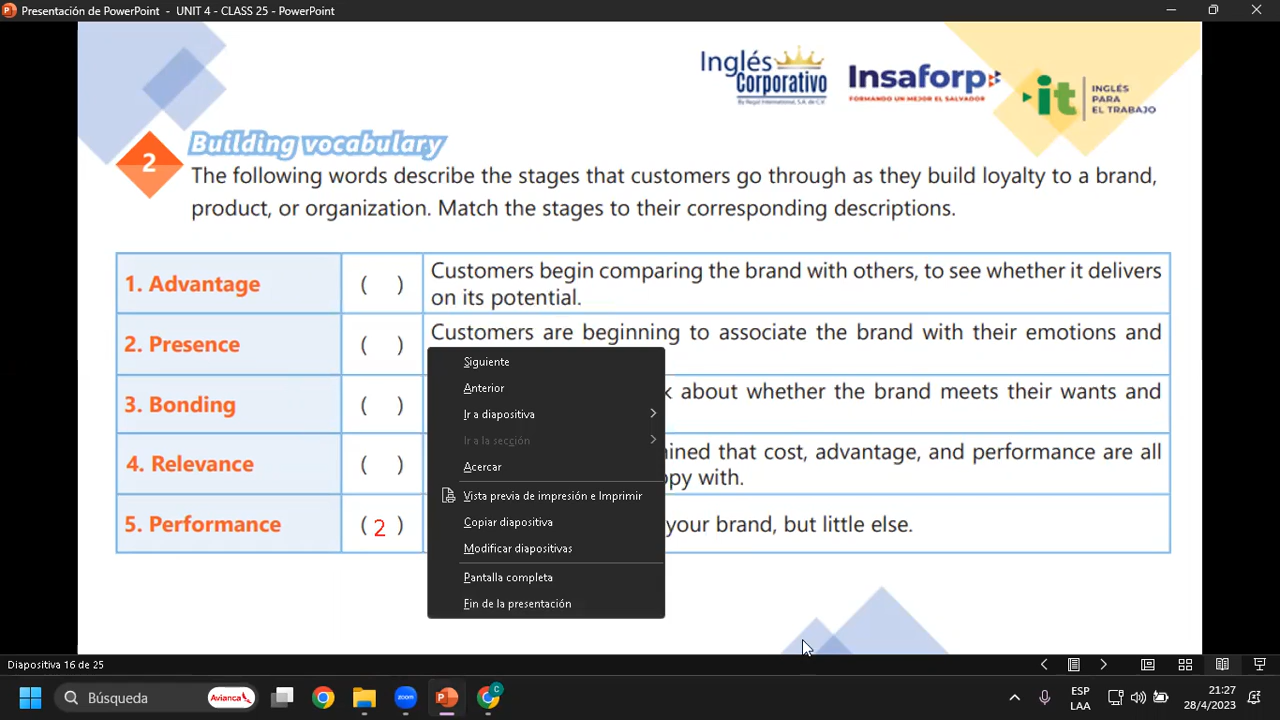 Presentación de PowerPoint - UNIT 4 - CLASS 25 - PowerPoint
Inglés Corporativo
By Regal International, S.A. de C.V.
Insaforp
FORMANDO UN MEJOR EL SALVADOR
it INGLÉS PARA EL TRABAJO
2 Building vocabulary
The following words describe the stages that customers go through as they build loyalty to a brand,
product, or organization. Match the stages to their corresponding descriptions.
1. Advantage ( ) Customers begin comparing the brand with others, to see whether it delivers
on its potential.
2. Presence ( ) Customers are beginning to associate the brand with their emotions and
3. Bonding ( ) about whether the brand meets their wants and
4. Relevance ( ) that cost, advantage, and performance are all
with.
5. Performance ( 2 ) your brand, but little else.
Siguiente
Anterior
Ir a diapositiva
Ir a la sección
Acercar
Vista previa de impresión e Imprimir
Copiar diapositiva
Modificar diapositivas
Pantalla completa
Fin de la presentación
Diapositiva 16 de 25
Búsqueda
Avianca
zoom
C
ESP
LAA
21:27
28/4/2023